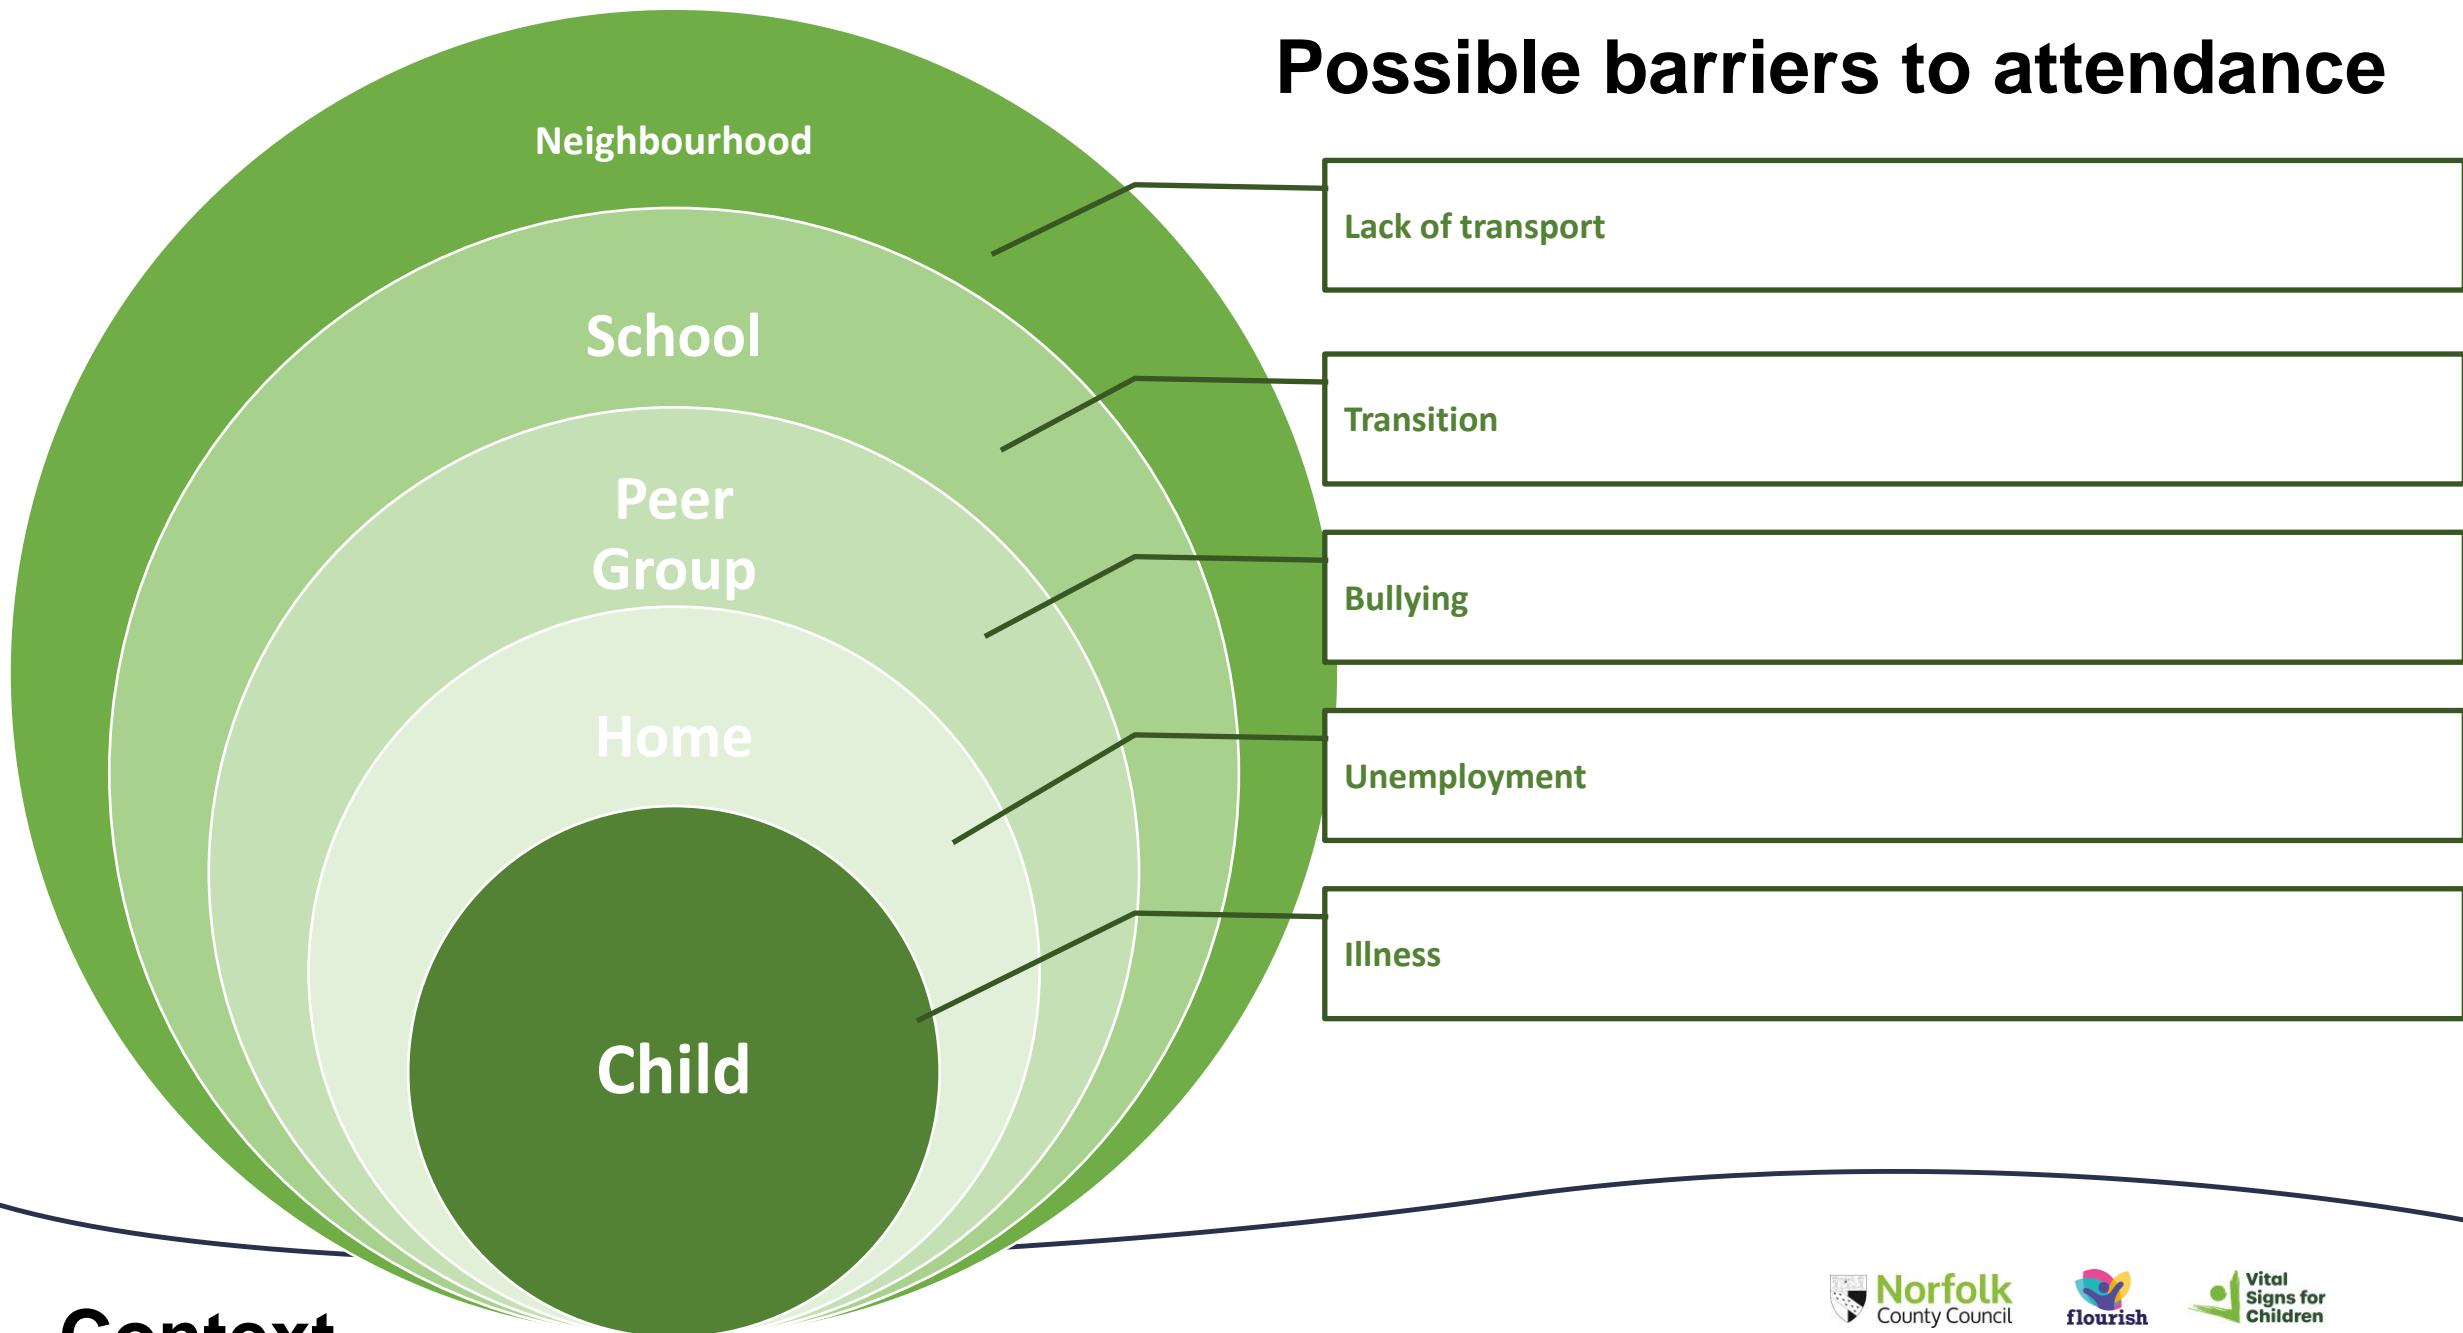 Possible barriers to attendance
Neighbourhood
Lack of transport
School
Transition
Peer
Group
Bullying
Home
Unemployment
Illness
Child
Context
Norfolk
County Council
flourish
Vital
Signs for
Children